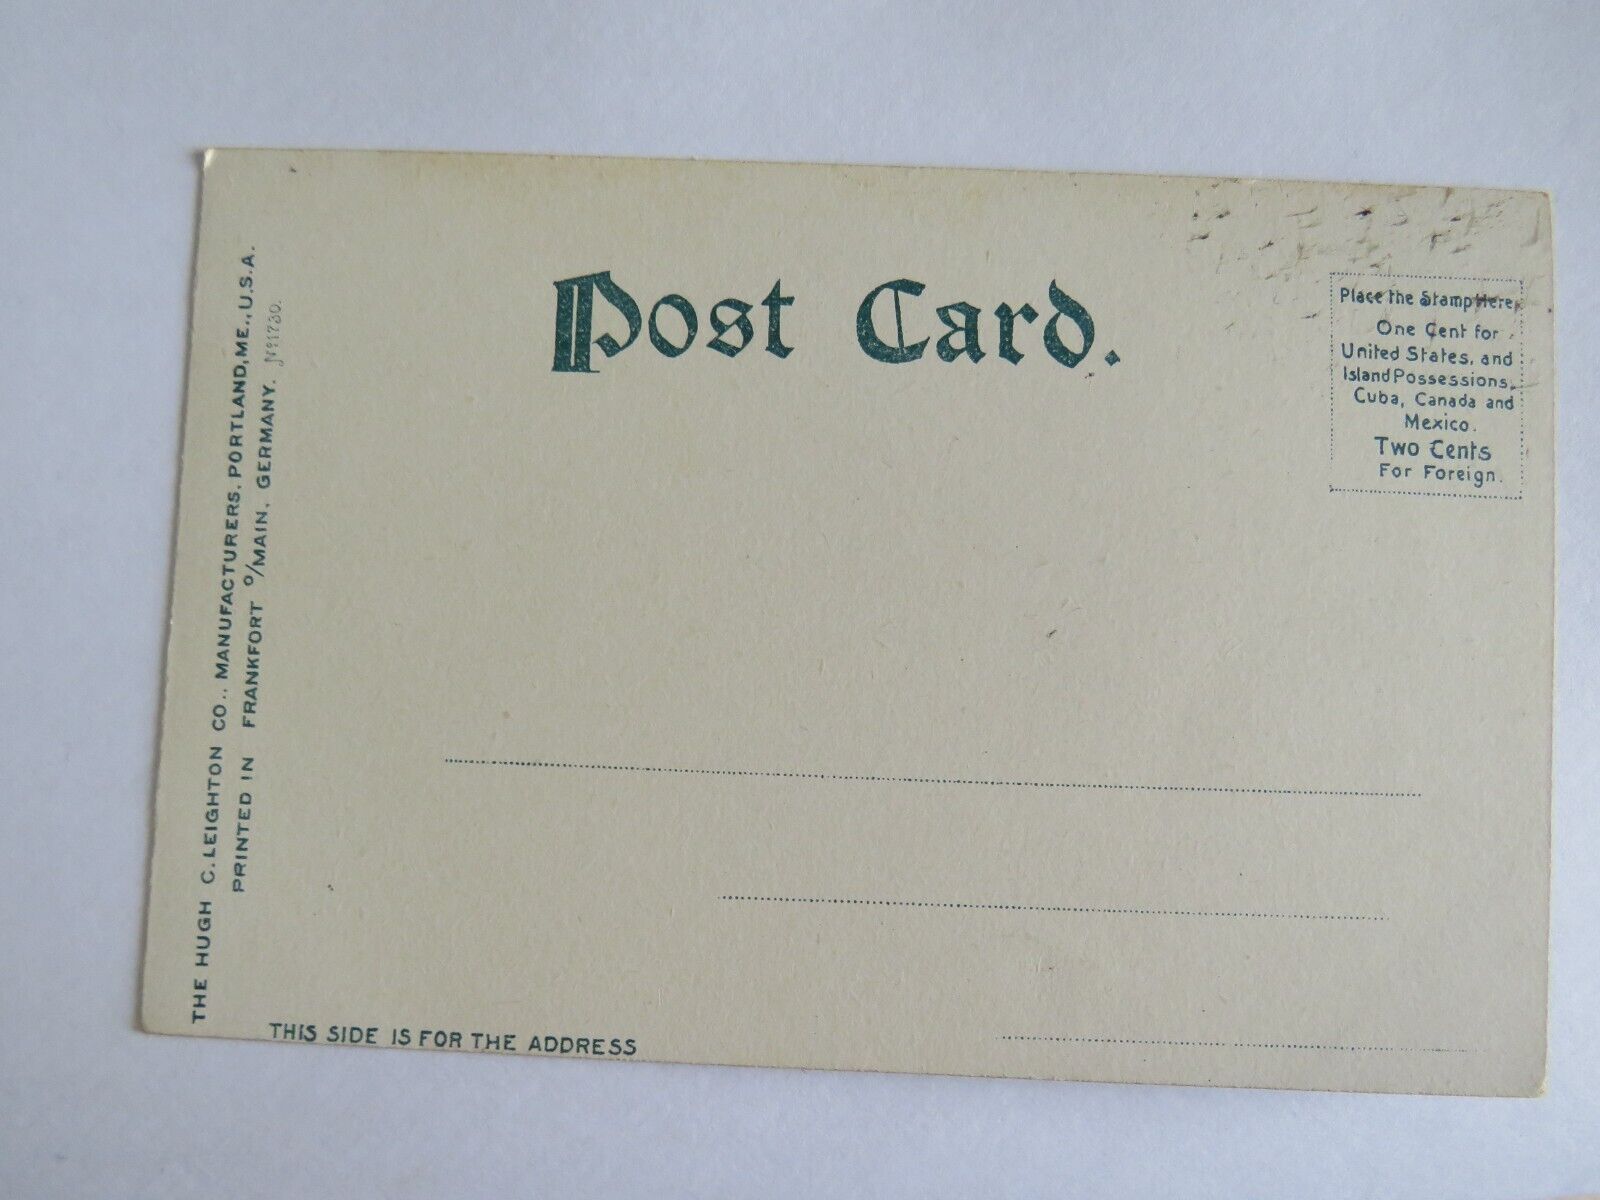 Post Card.
Place the Stamp Here,
One Cent for
United States, and
Island Possessions,
Cuba, Canada and
Mexico.
Two Cents
For Foreign.
THE HUGH C. LEIGHTON CO., MANUFACTURERS, PORTLAND, ME., U.S.A.
PRINTED IN FRANKFORT o/MAIN, GERMANY. No 1730.
THIS SIDE IS FOR THE ADDRESS